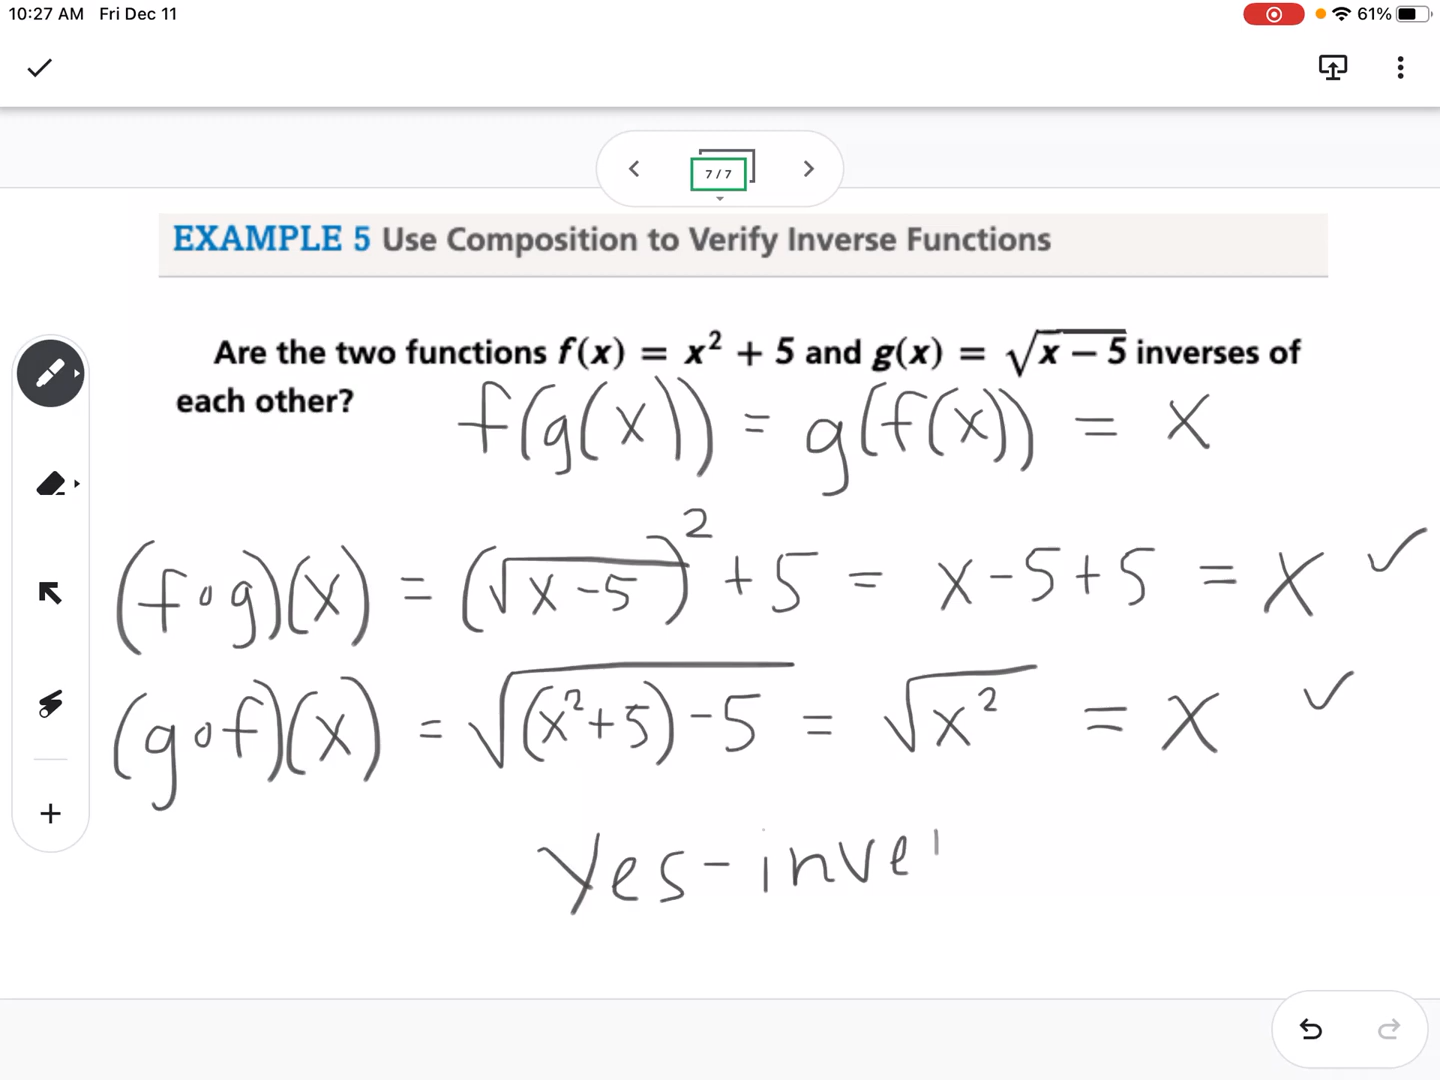 10:27 AM Fri Dec 11 61%
7 / 7
EXAMPLE 5 Use Composition to Verify Inverse Functions
Are the two functions f(x) = x² + 5 and g(x) = √(x − 5) inverses of
each other?
f(g(x)) = g(f(x)) = x
(f∘g)(x) = (√(x-5))² + 5 = x - 5 + 5 = x ✓
(g∘f)(x) = √((x²+5) - 5) = √(x²) = x ✓
Yes - inve